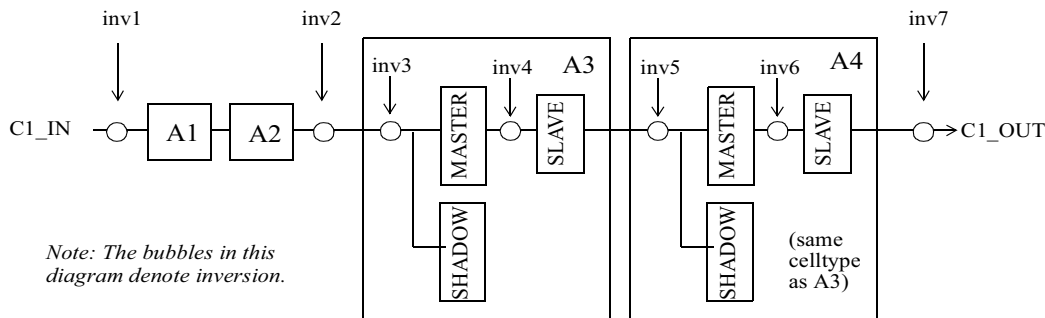 inv1
inv2
inv7
inv3
inv4
A3
inv5
inv6
A4
C1_IN
A1
A2
MASTER
SLAVE
MASTER
SLAVE
C1_OUT
SHADOW
SHADOW
Note: The bubbles in this
diagram denote inversion.
(same
celltype
as A3)